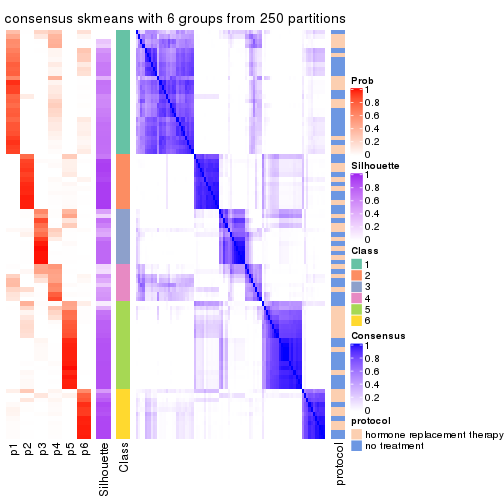 consensus skmeans with 6 groups from 250 partitions
Prob
1
0.8
0.6
0.4
0.2
0
Silhouette
1
0.8
0.6
0.4
0.2
0
Class
1
2
3
4
5
6
Consensus
1
0.8
0.6
0.4
0.2
0
protocol
hormone replacement therapy
no treatment
p1
p2
p3
p4
p5
p6
Silhouette
Class
protocol